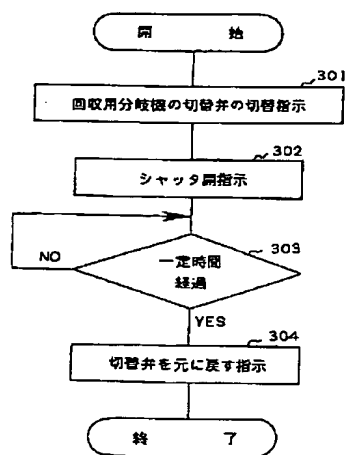 開 始
301
回収用分岐機の切替弁の切替指示
302
シャッタ開指示
303
一定時間
経過
NO
YES
304
切替弁を元に戻す指示
終 了